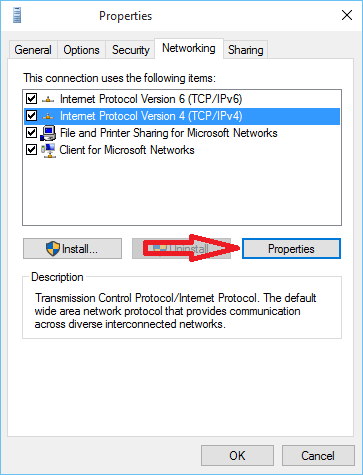 Properties
General Options Security Networking Sharing
This connection uses the following items:
Internet Protocol Version 6 (TCP/IPv6)
Internet Protocol Version 4 (TCP/IPv4)
File and Printer Sharing for Microsoft Networks
Client for Microsoft Networks
Install... Uninstall Properties
Description
Transmission Control Protocol/Internet Protocol. The default
wide area network protocol that provides communication
across diverse interconnected networks.
OK Cancel